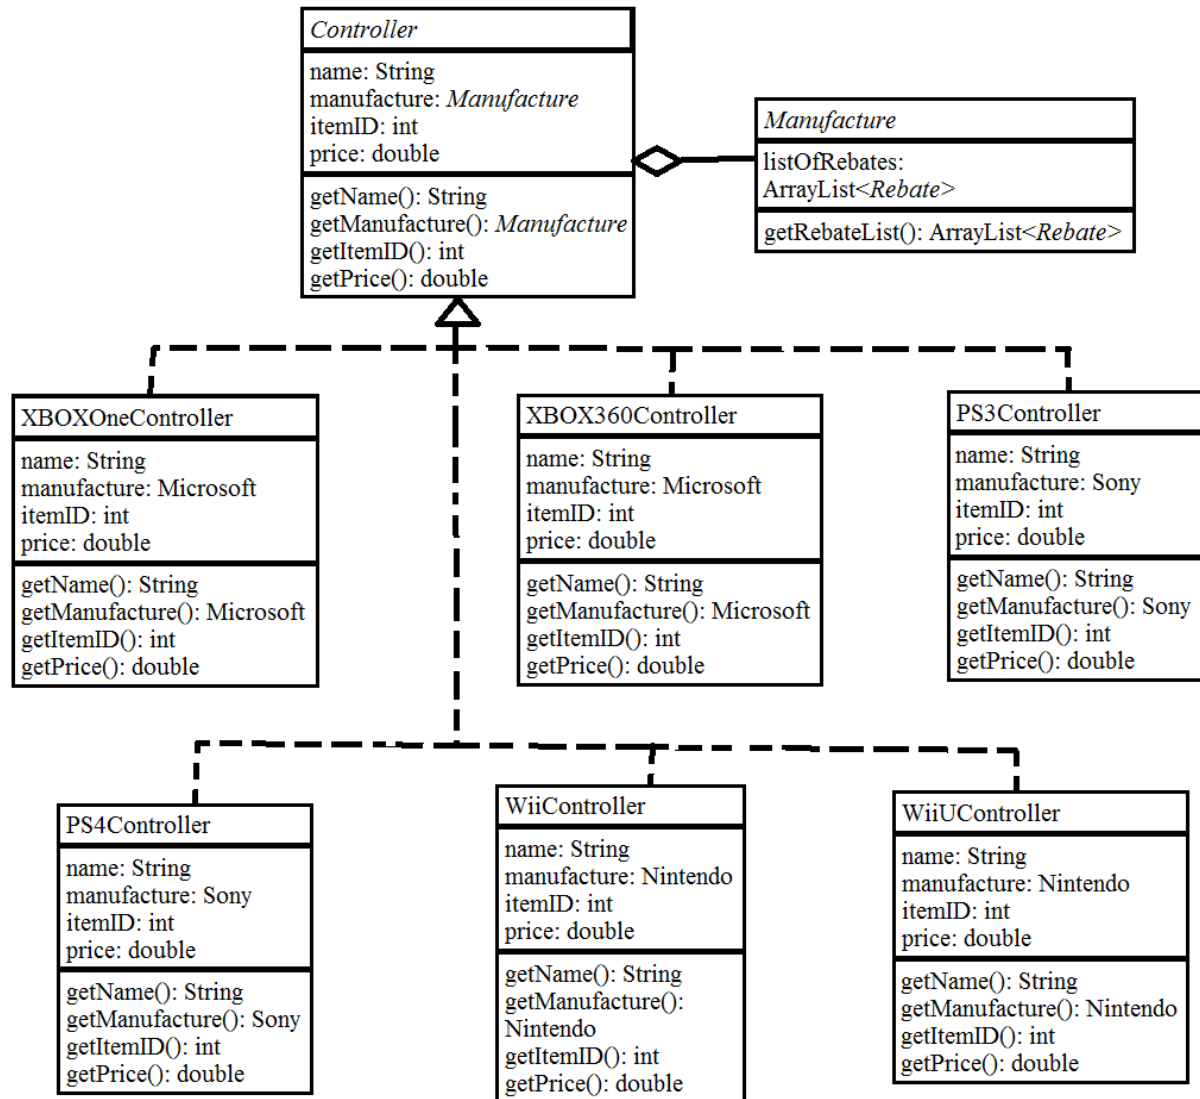 Controller
name: String
manufacture: Manufacture
itemID: int
price: double
getName(): String
getManufacture(): Manufacture
getItemID(): int
getPrice(): double
Manufacture
listOfRebates:
ArrayList<Rebate>
getRebateList(): ArrayList<Rebate>
XBOXOneController
name: String
manufacture: Microsoft
itemID: int
price: double
getName(): String
getManufacture(): Microsoft
getItemID(): int
getPrice(): double
XBOX360Controller
name: String
manufacture: Microsoft
itemID: int
price: double
getName(): String
getManufacture(): Microsoft
getItemID(): int
getPrice(): double
PS3Controller
name: String
manufacture: Sony
itemID: int
price: double
getName(): String
getManufacture(): Sony
getItemID(): int
getPrice(): double
PS4Controller
name: String
manufacture: Sony
itemID: int
price: double
getName(): String
getManufacture(): Sony
getItemID(): int
getPrice(): double
WiiController
name: String
manufacture: Nintendo
itemID: int
price: double
getName(): String
getManufacture():
Nintendo
getItemID(): int
getPrice(): double
WiiUController
name: String
manufacture: Nintendo
itemID: int
price: double
getName(): String
getManufacture(): Nintendo
getItemID(): int
getPrice(): double